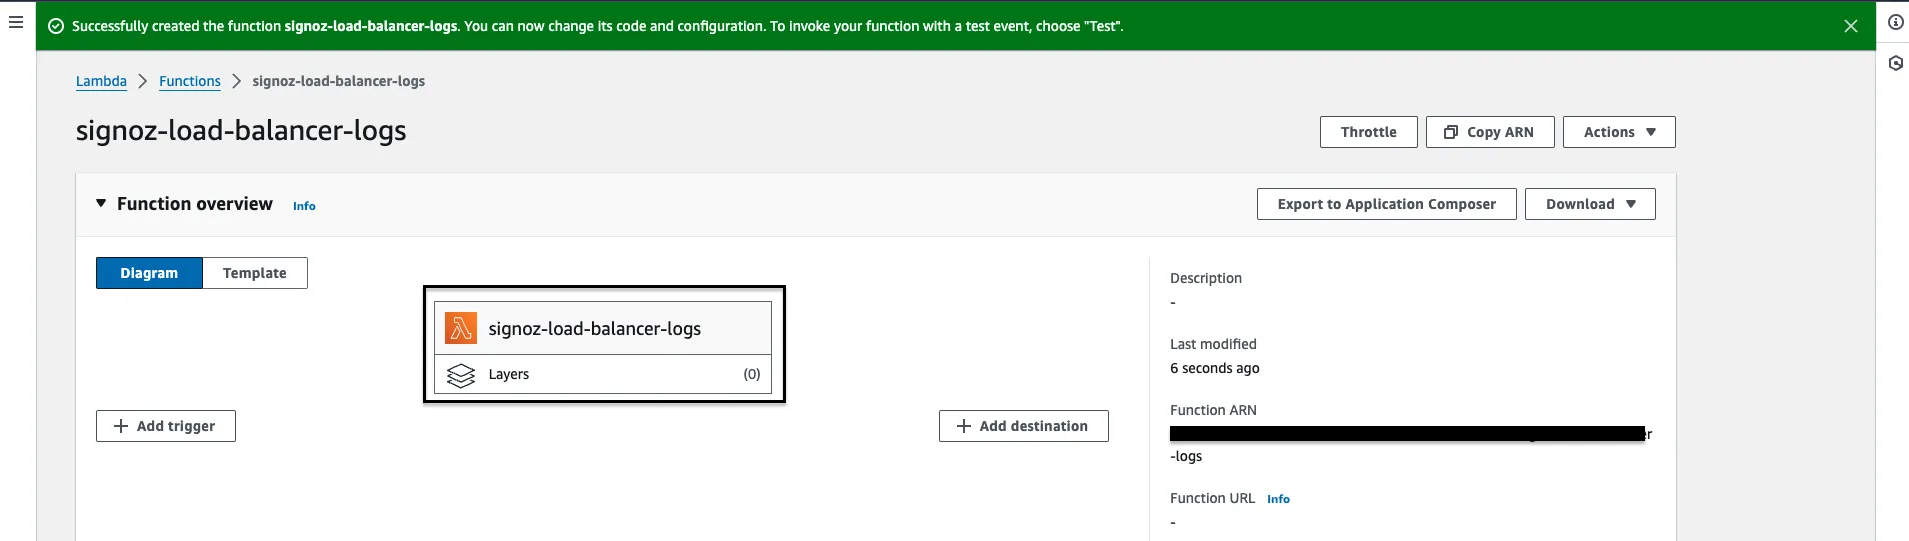 Successfully created the function signoz-load-balancer-logs. You can now change its code and configuration. To invoke your function with a test event, choose "Test".
Lambda > Functions > signoz-load-balancer-logs
signoz-load-balancer-logs
Throttle
Copy ARN
Actions
Function overview Info
Export to Application Composer
Download
Diagram
Template
signoz-load-balancer-logs
Layers (0)
+ Add trigger
+ Add destination
Description
-
Last modified
6 seconds ago
Function ARN
-logs
Function URL Info
-